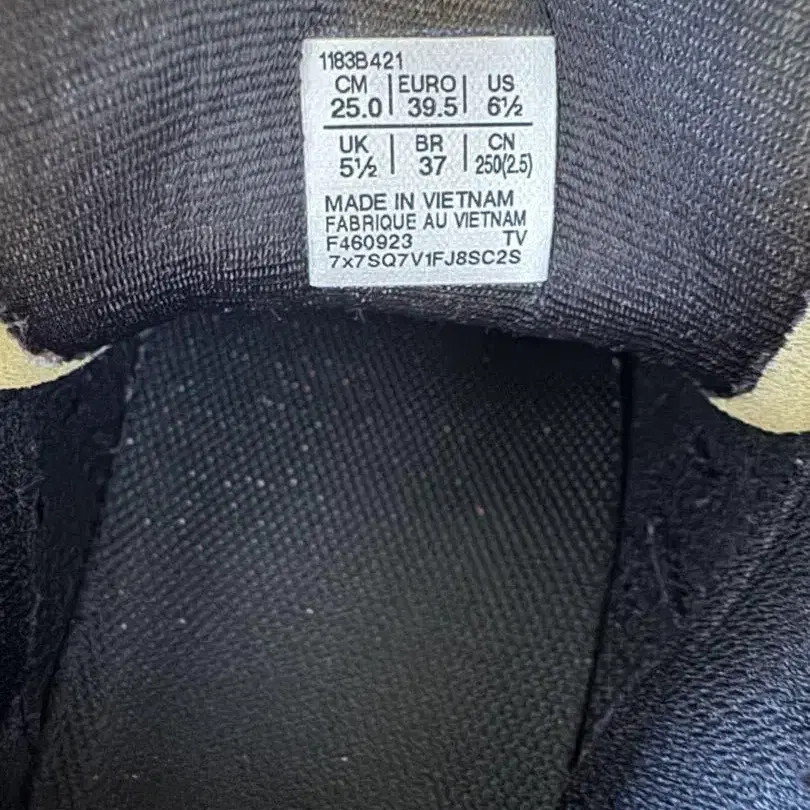 1183B421
CM | EURO | US
25.0 | 39.5 | 6½
UK | BR | CN
5½ | 37 | 250(2.5)
MADE IN VIETNAM
FABRIQUE AU VIETNAM
F460923 TV
7x7SQ7V1FJ8SC2S